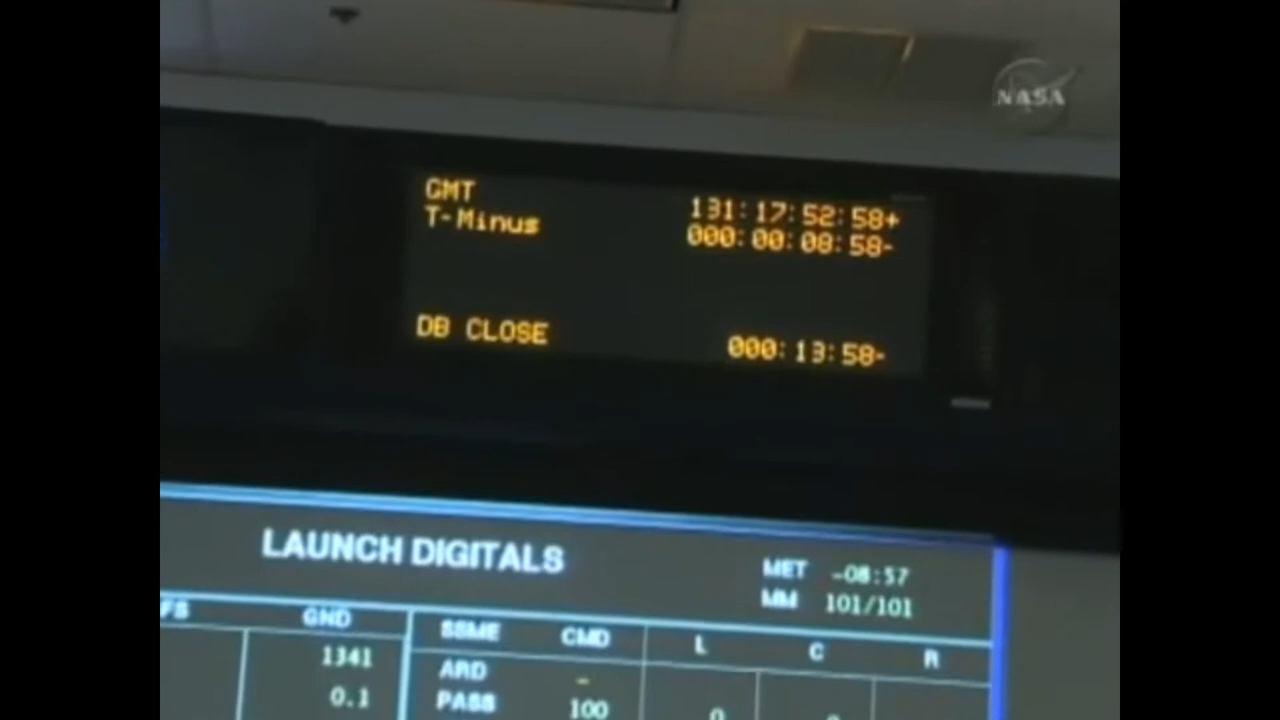 NASA
GMT 131:17:52:58+
T-Minus 000:00:08:58-
DB CLOSE 000:13:58-
LAUNCH DIGITALS
MET -08:57
MM 101/101
FS GND SSME CMD L C R
1341 ARD -
0.1 PASS 100 0